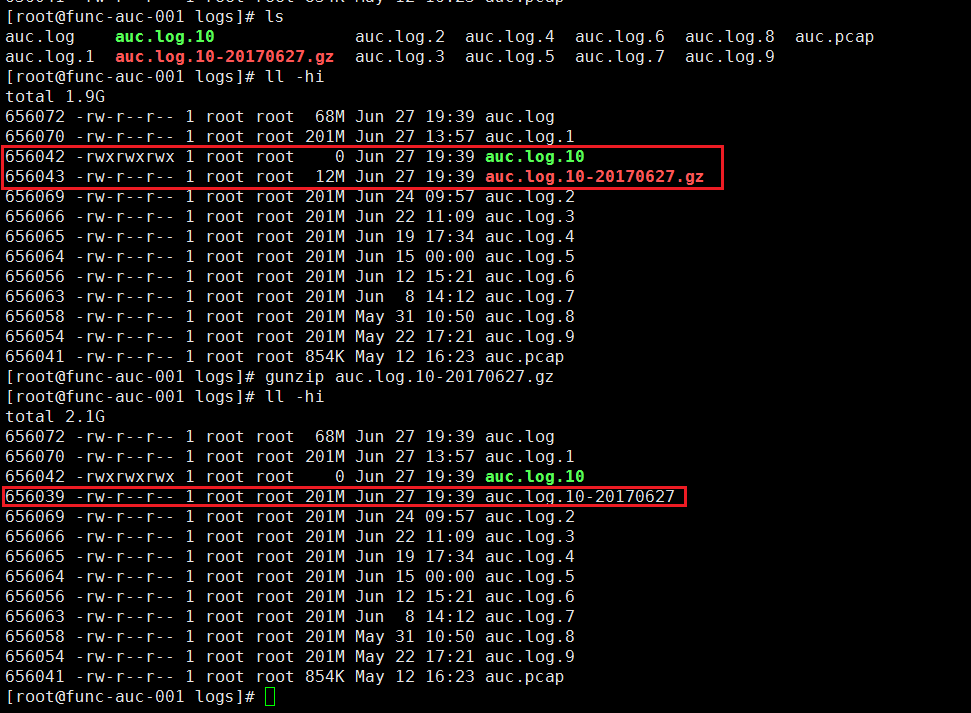 [root@func-auc-001 logs]# ls
auc.log    auc.log.10              auc.log.2  auc.log.4  auc.log.6  auc.log.8  auc.pcap
auc.log.1  auc.log.10-20170627.gz  auc.log.3  auc.log.5  auc.log.7  auc.log.9
[root@func-auc-001 logs]# ll -hi
total 1.9G
656072 -rw-r--r-- 1 root root  68M Jun 27 19:39 auc.log
656070 -rw-r--r-- 1 root root 201M Jun 27 13:57 auc.log.1
656042 -rwxrwxrwx 1 root root    0 Jun 27 19:39 auc.log.10
656043 -rw-r--r-- 1 root root  12M Jun 27 19:39 auc.log.10-20170627.gz
656069 -rw-r--r-- 1 root root 201M Jun 24 09:57 auc.log.2
656066 -rw-r--r-- 1 root root 201M Jun 22 11:09 auc.log.3
656065 -rw-r--r-- 1 root root 201M Jun 19 17:34 auc.log.4
656064 -rw-r--r-- 1 root root 201M Jun 15 00:00 auc.log.5
656056 -rw-r--r-- 1 root root 201M Jun 12 15:21 auc.log.6
656063 -rw-r--r-- 1 root root 201M Jun  8 14:12 auc.log.7
656058 -rw-r--r-- 1 root root 201M May 31 10:50 auc.log.8
656054 -rw-r--r-- 1 root root 201M May 22 17:21 auc.log.9
656041 -rw-r--r-- 1 root root 854K May 12 16:23 auc.pcap
[root@func-auc-001 logs]# gunzip auc.log.10-20170627.gz
[root@func-auc-001 logs]# ll -hi
total 2.1G
656072 -rw-r--r-- 1 root root  68M Jun 27 19:39 auc.log
656070 -rw-r--r-- 1 root root 201M Jun 27 13:57 auc.log.1
656042 -rwxrwxrwx 1 root root    0 Jun 27 19:39 auc.log.10
656039 -rw-r--r-- 1 root root 201M Jun 27 19:39 auc.log.10-20170627
656069 -rw-r--r-- 1 root root 201M Jun 24 09:57 auc.log.2
656066 -rw-r--r-- 1 root root 201M Jun 22 11:09 auc.log.3
656065 -rw-r--r-- 1 root root 201M Jun 19 17:34 auc.log.4
656064 -rw-r--r-- 1 root root 201M Jun 15 00:00 auc.log.5
656056 -rw-r--r-- 1 root root 201M Jun 12 15:21 auc.log.6
656063 -rw-r--r-- 1 root root 201M Jun  8 14:12 auc.log.7
656058 -rw-r--r-- 1 root root 201M May 31 10:50 auc.log.8
656054 -rw-r--r-- 1 root root 201M May 22 17:21 auc.log.9
656041 -rw-r--r-- 1 root root 854K May 12 16:23 auc.pcap
[root@func-auc-001 logs]#